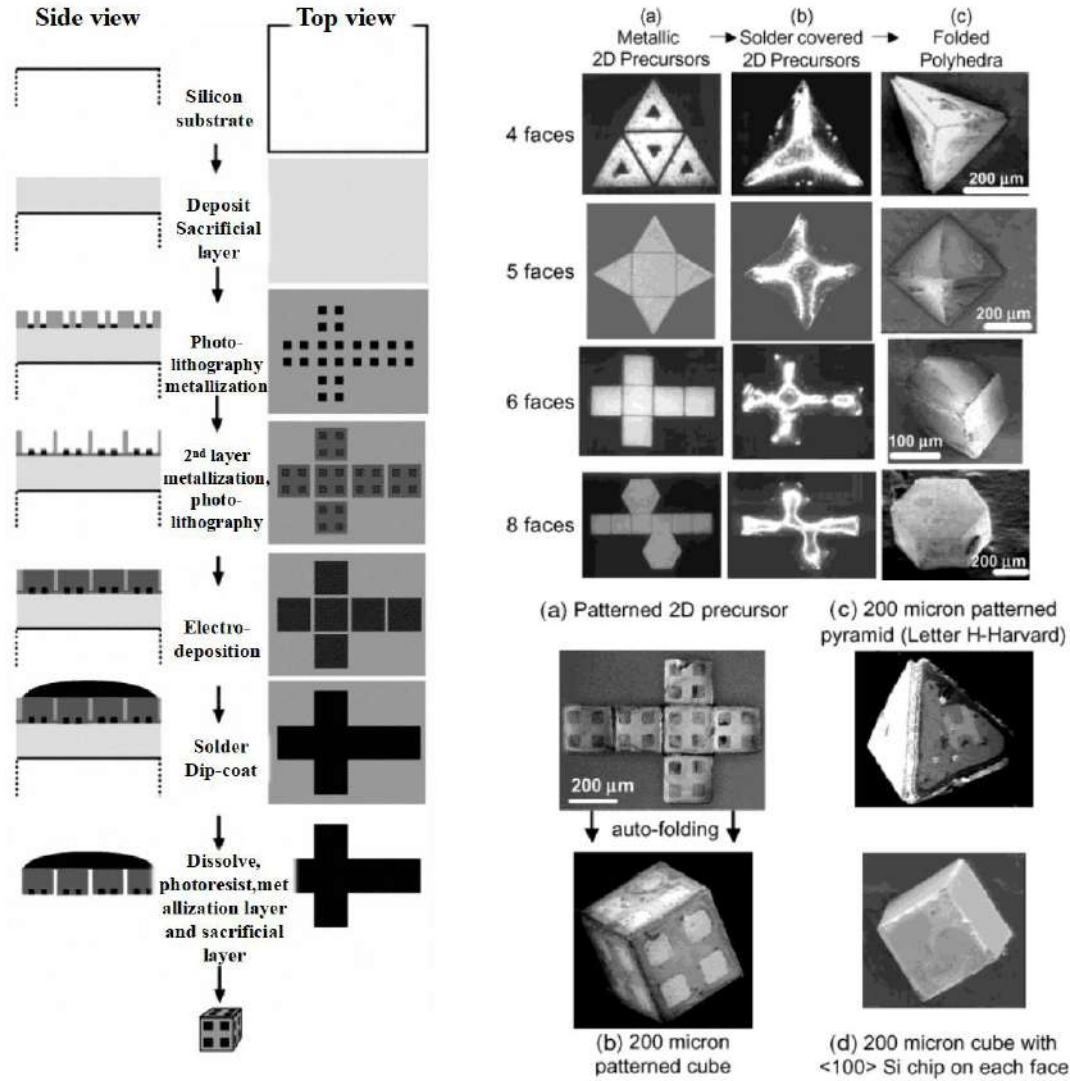 Side view
Top view
Silicon
substrate
Deposit
Sacrificial
layer
Photo-
lithography
metallization
2nd layer
metallization,
photo-
lithography
Electro-
deposition
Solder
Dip-coat
Dissolve,
photoresist,met
allization layer
and sacrificial
layer
(a) (b) (c)
Metallic Solder covered Folded
2D Precursors 2D Precursors Polyhedra
4 faces
200 μm
5 faces
200 μm
6 faces
100 μm
8 faces
200 μm
(a) Patterned 2D precursor
200 μm
auto-folding
(b) 200 micron
patterned cube
(c) 200 micron patterned
pyramid (Letter H-Harvard)
(d) 200 micron cube with
<100> Si chip on each face